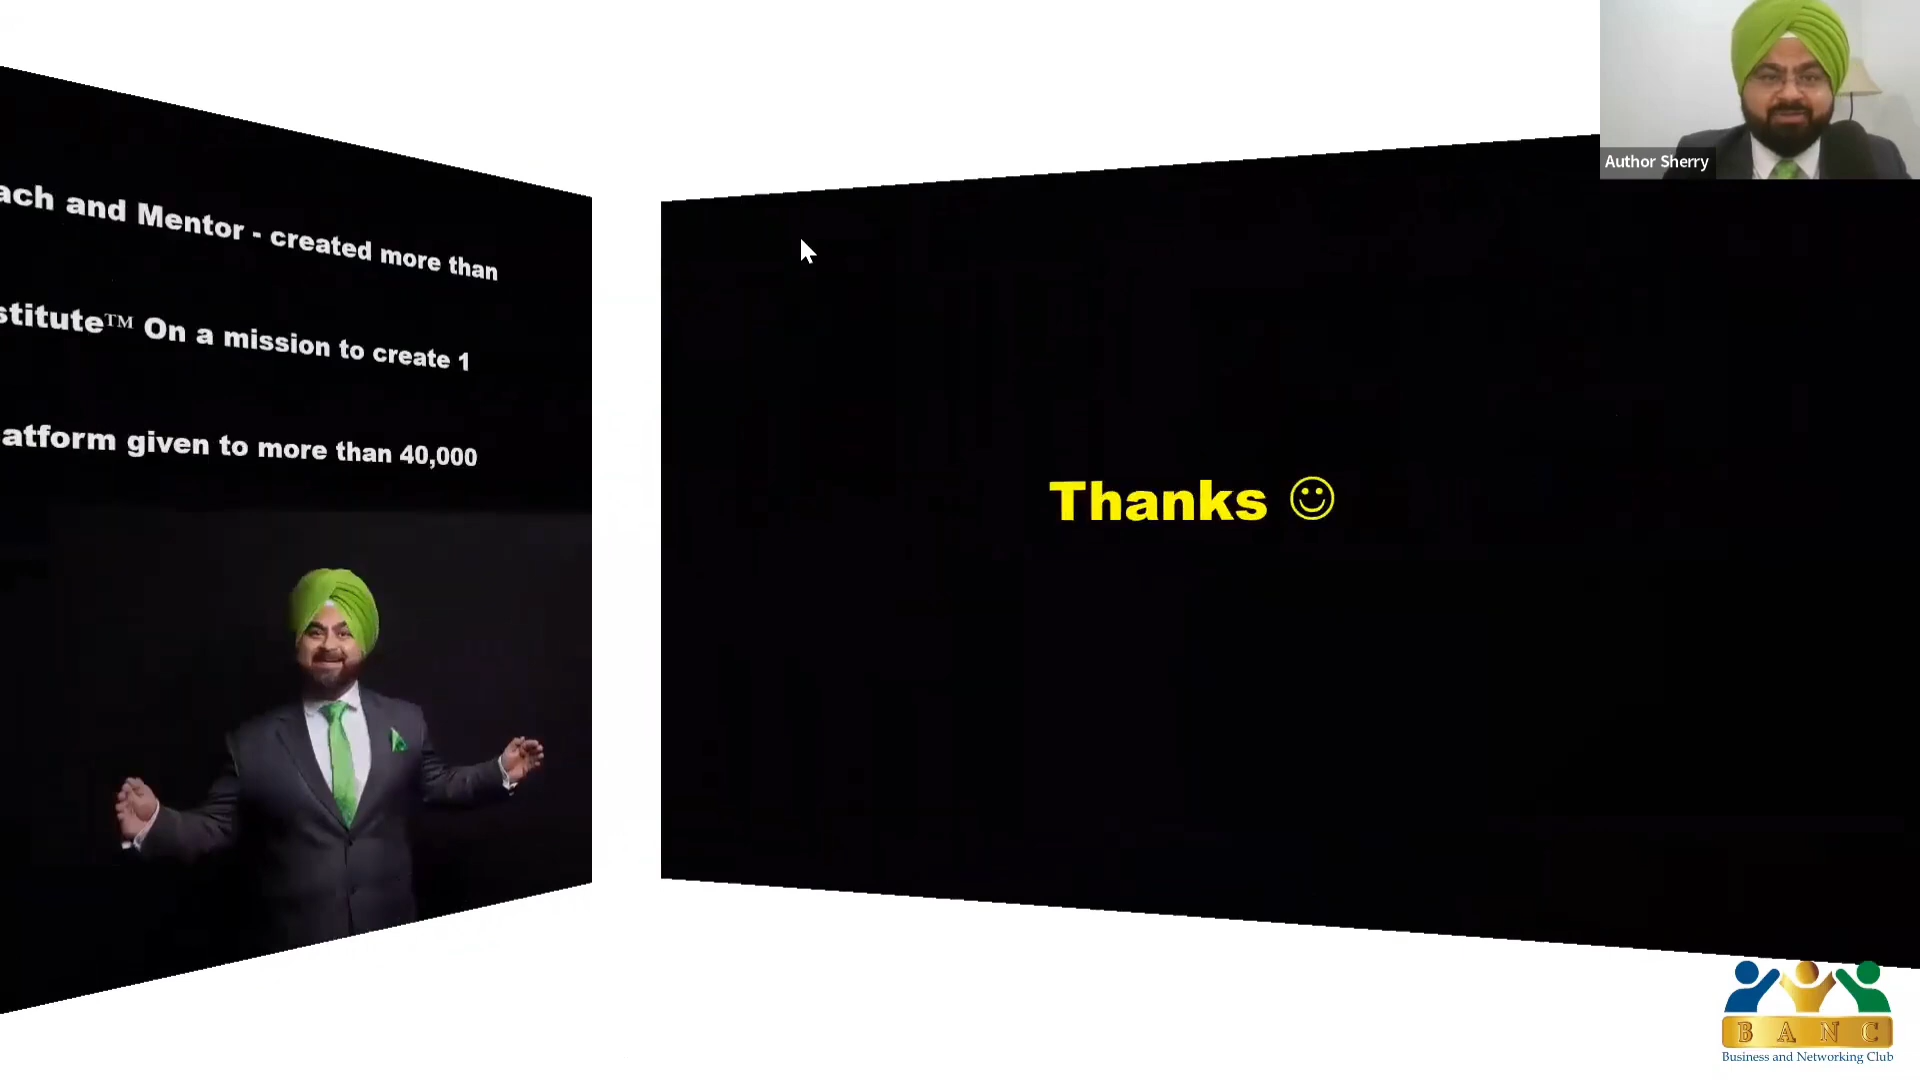 ach and Mentor - created more than
stitute™ On a mission to create 1
atform given to more than 40,000
Thanks ☺
Author Sherry
B A N C
Business and Networking Club